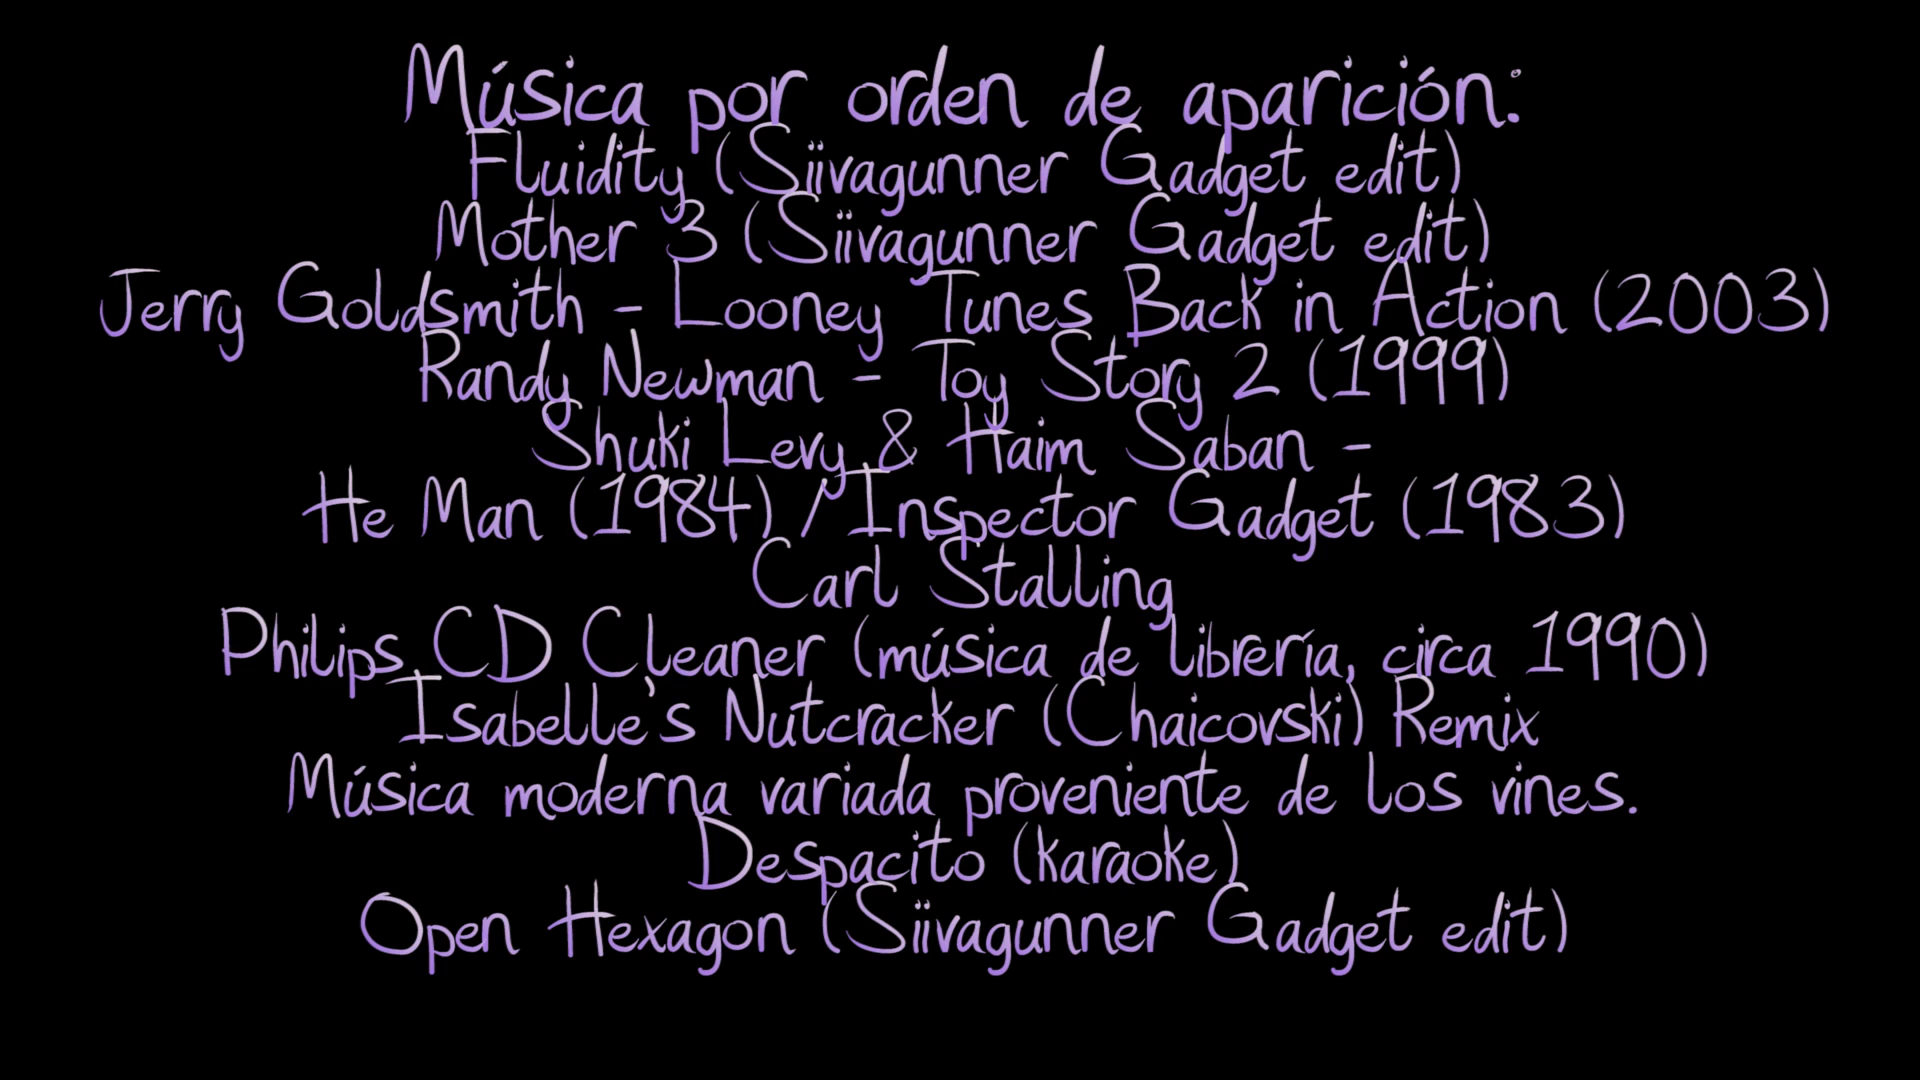 Música por orden de aparición:
Fluidity (Siivagunner Gadget edit)
Mother 3 (Siivagunner Gadget edit)
Jerry Goldsmith - Looney Tunes Back in Action (2003)
Randy Newman - Toy Story 2 (1999)
Shuki Levy & Haim Saban -
He Man (1984) / Inspector Gadget (1983)
Carl Stalling
Philips CD Cleaner (música de librería, circa 1990)
Isabelle's Nutcracker (Chaicovski) Remix
Música moderna variada proveniente de los vines.
Despacito (karaoke)
Open Hexagon (Siivagunner Gadget edit)